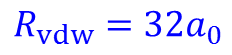 R_vdw = 32a_0